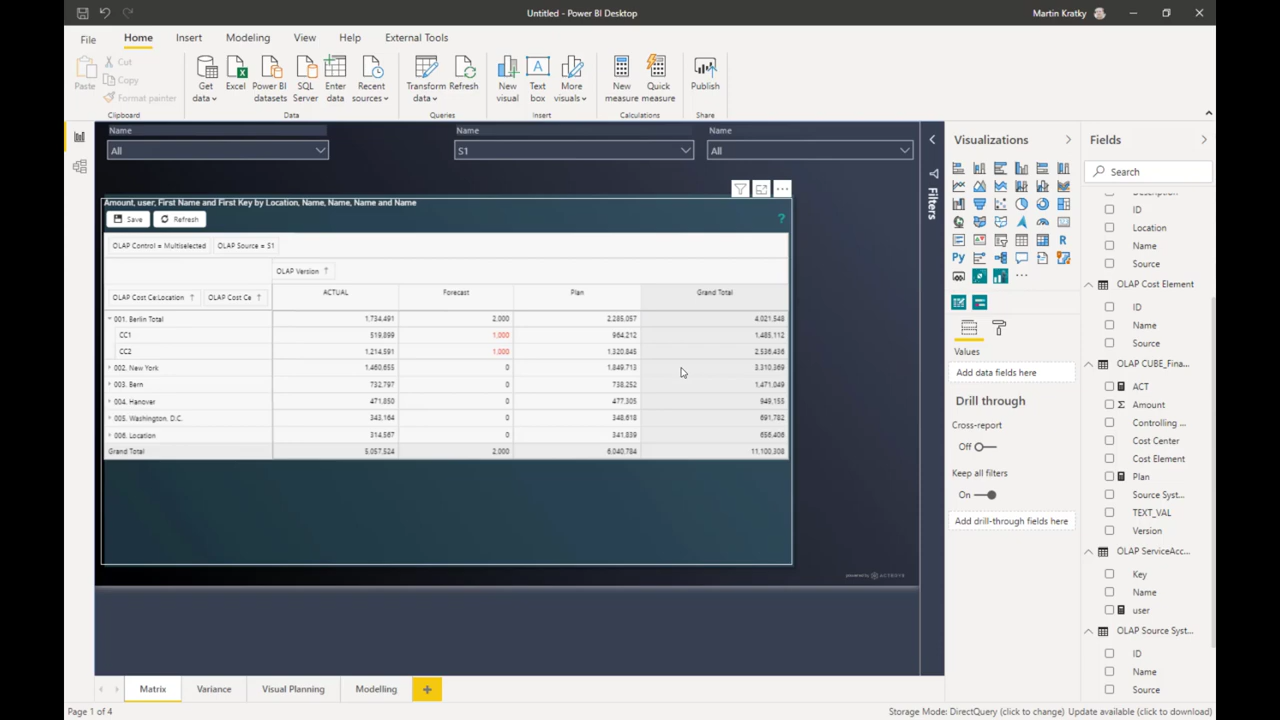 Untitled - Power BI Desktop
Martin Kratky
File Home Insert Modeling View Help External Tools
Paste
Cut
Copy
Format painter
Get data
Excel
Power BI datasets
SQL Server
Enter data
Recent sources
Transform data
Refresh
New visual
Text box
More visuals
New measure
Quick measure
Publish
Clipboard Data Queries Insert Calculations Share
Name Name Name
All S1 All
Amount, user, First Name and First Key by Location, Name, Name, Name and Name
Save Refresh ?
OLAP Control = Multiselected OLAP Source = S1
OLAP Version ↑
OLAP Cost Ce:Location ↑ OLAP Cost Ce ↑ ACTUAL Forecast Plan Grand Total
001. Berlin Total 1,734,491 2,000 2,285,057 4,021,548
CC1 519,899 1,000 964,212 1,485,112
CC2 1,214,591 1,000 1,320,845 2,536,436
002. New York 1,460,655 0 1,849,713 3,310,369
003. Bern 732,797 0 738,252 1,471,049
004. Hanover 471,850 0 477,305 949,155
005. Washington, D.C. 343,164 0 348,618 691,782
006. Location 314,567 0 341,839 656,406
Grand Total 5,057,524 2,000 6,040,784 11,100,308
powered by ACTERYS
Filters
Visualizations
R
Py
Values
Add data fields here
Drill through
Cross-report
Off
Keep all filters
On
Add drill-through fields here
Fields
Search
Description
ID
Location
Name
Source
OLAP Cost Element
ID
Name
Source
OLAP CUBE_Fina...
ACT
Σ Amount
Controlling ...
Cost Center
Cost Element
Plan
Source Syst...
TEXT_VAL
Version
OLAP ServiceAcc...
Key
Name
user
OLAP Source Syst...
ID
Name
Source
Matrix Variance Visual Planning Modelling +
Page 1 of 4
Storage Mode: DirectQuery (click to change) Update available (click to download)